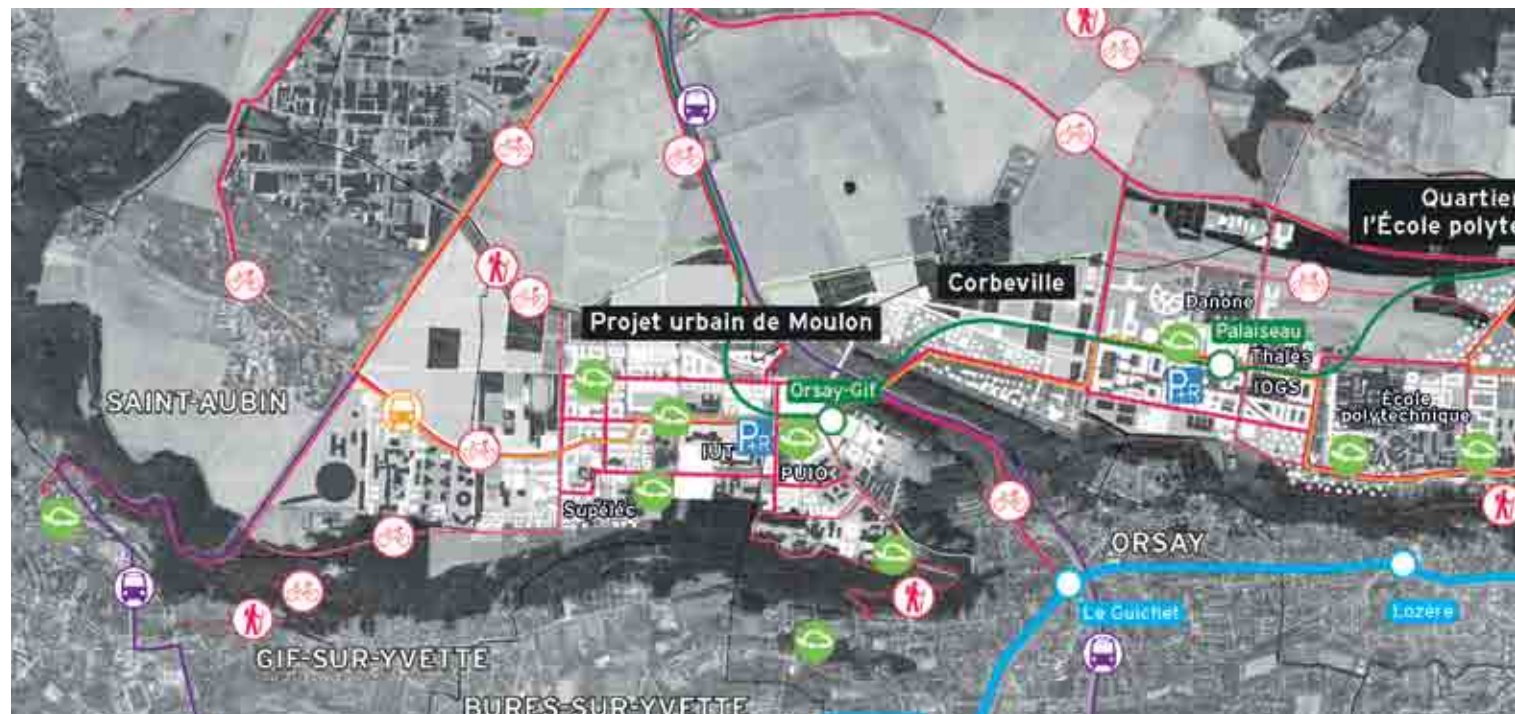 Quartier
l'École polyte
Corbeville
Danone
Projet urbain de Moulon
Palaiseau
Thalès
Orsay-Gif
IOGS
SAINT-AUBIN
École
polytechnique
P
R
P
R
IUT
PUIO
Supéléc
ORSAY
Le Guichet
Lozère
GIF-SUR-YVETTE
BURES-SUR-YVETTE